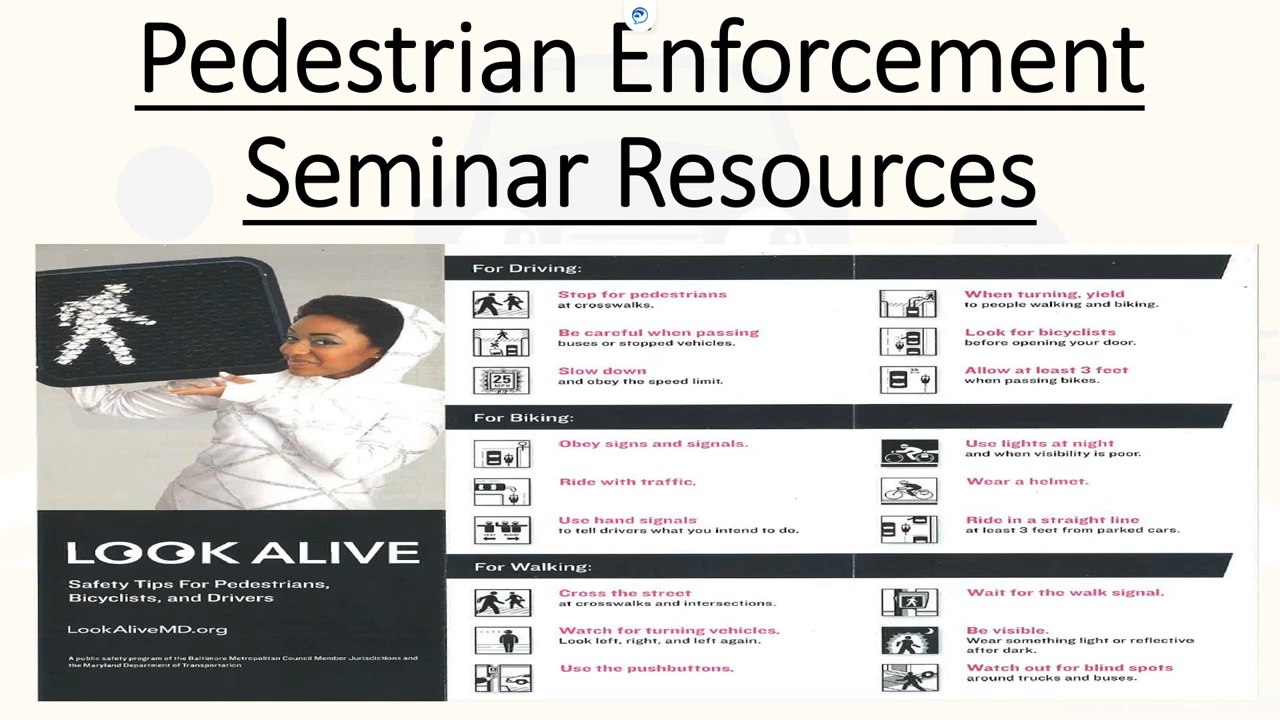 Pedestrian Enforcement
Seminar Resources
LOOK ALIVE
Safety Tips For Pedestrians,
Bicyclists, and Drivers
LookAliveMD.org
A public safety program of the Baltimore Metropolitan Council Member Jurisdictions and
the Maryland Department of Transportation
For Driving:
Stop for pedestrians
at crosswalks.
Be careful when passing
buses or stopped vehicles.
25
MPH
Slow down
and obey the speed limit.
When turning, yield
to people walking and biking.
Look for bicyclists
before opening your door.
Allow at least 3 feet
when passing bikes.
For Biking:
Obey signs and signals.
Ride with traffic.
Use hand signals
to tell drivers what you intend to do.
Use lights at night
and when visibility is poor.
Wear a helmet.
Ride in a straight line
at least 3 feet from parked cars.
For Walking:
Cross the street
at crosswalks and intersections.
Watch for turning vehicles.
Look left, right, and left again.
Use the pushbuttons.
Wait for the walk signal.
Be visible.
Wear something light or reflective
after dark.
Watch out for blind spots
around trucks and buses.